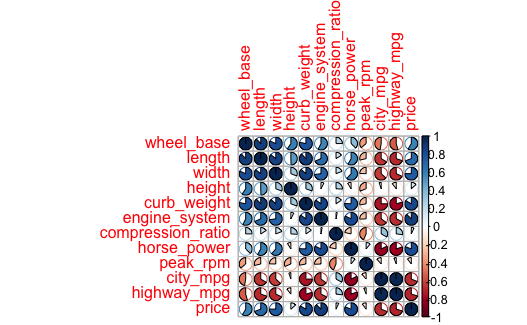 wheel_base
length
width
height
curb_weight
engine_system
compression_ratio
horse_power
peak_rpm
city_mpg
highway_mpg
price
wheel_base
length
width
height
curb_weight
engine_system
compression_ratio
horse_power
peak_rpm
city_mpg
highway_mpg
price
1
0.8
0.6
0.4
0.2
0
-0.2
-0.4
-0.6
-0.8
-1